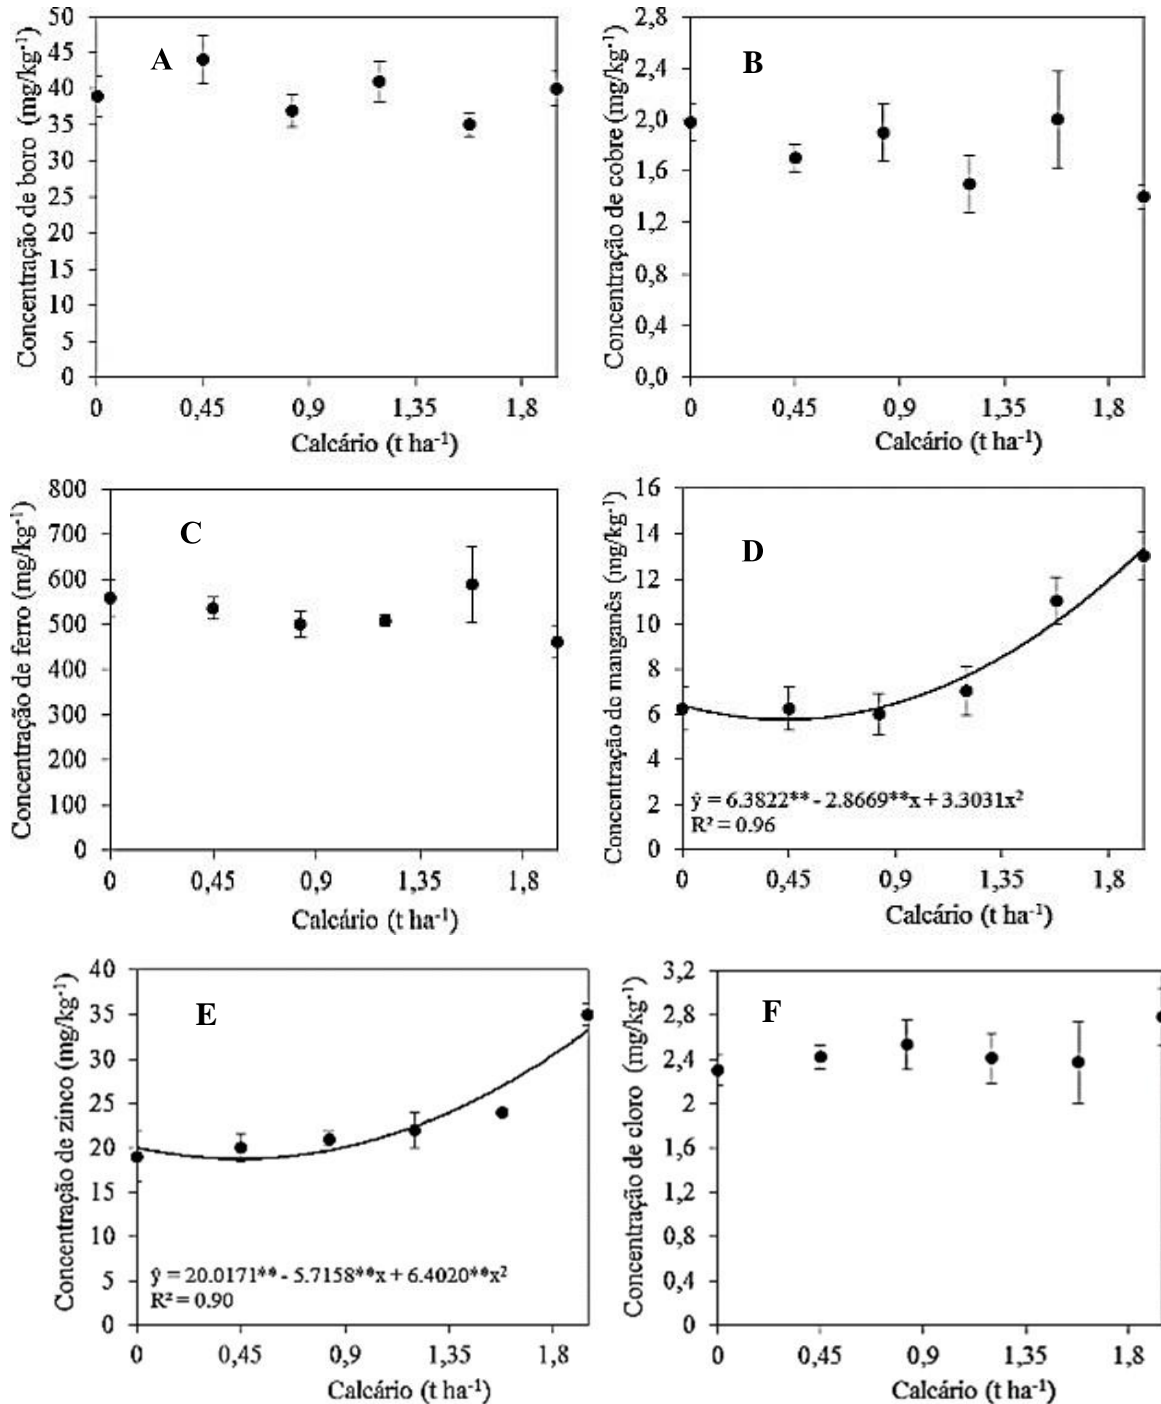 A
Concentração de boro (mg/kg⁻¹)
50
45
40
35
30
25
20
15
10
5
0
0 0,45 0,9 1,35 1,8
Calcário (t ha⁻¹)
B
Concentração de cobre (mg/kg⁻¹)
2,8
2,4
2,0
1,6
1,2
0,8
0,4
0,0
0 0,45 0,9 1,35 1,8
Calcário (t ha⁻¹)
C
Concentração de ferro (mg/kg⁻¹)
800
700
600
500
400
300
200
100
0
0 0,45 0,9 1,35 1,8
Calcário (t ha⁻¹)
D
Concentração do manganês (mg/kg⁻¹)
16
14
12
10
8
6
4
2
0
ŷ = 6.3822** - 2.8669**x + 3.3031x²
R² = 0.96
0 0,45 0,9 1,35 1,8
Calcário (t ha⁻¹)
E
Concentração de zinco (mg/kg⁻¹)
40
35
30
25
20
15
10
5
0
ŷ = 20.0171** - 5.7158**x + 6.4020**x²
R² = 0.90
0 0,45 0,9 1,35 1,8
Calcário (t ha⁻¹)
F
Concentração de cloro (mg/kg⁻¹)
3,2
2,8
2,4
2
1,6
1,2
0,8
0,4
0
0 0,45 0,9 1,35 1,8
Calcário (t ha⁻¹)